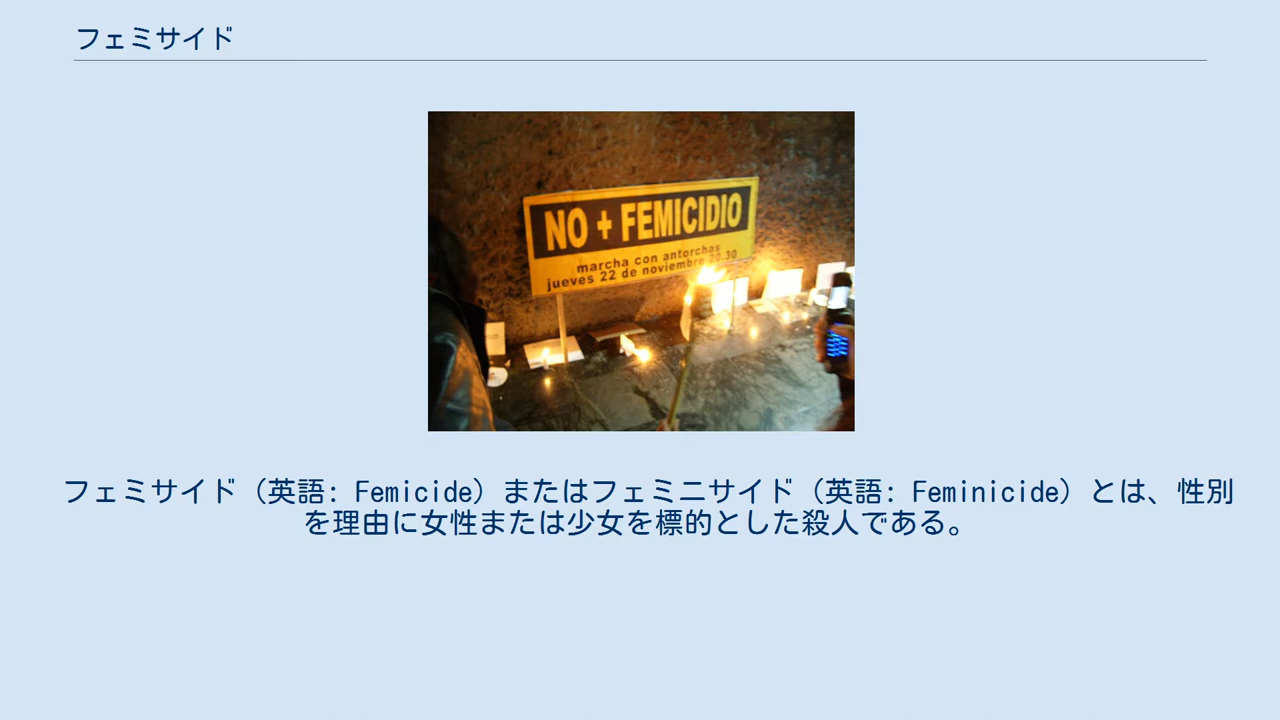 フェミサイド
NO + FEMICIDIO
marcha con antorchas
jueves 22 de noviembre 20.30
フェミサイド（英語: Femicide）またはフェミニサイド（英語: Feminicide）とは、性別
を理由に女性または少女を標的とした殺人である。